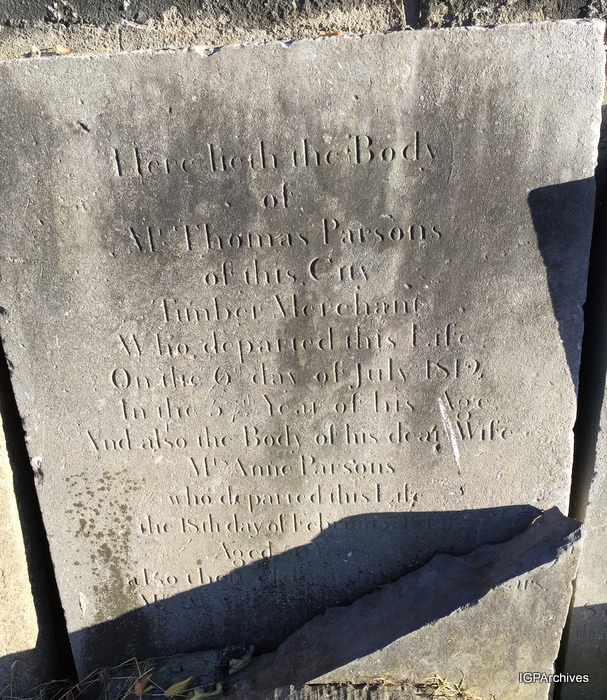 Here lieth the Body
of
Mr Thomas Parsons
of this City
Timber Merchant
Who departed this Life
On the 6th day of July 1812
In the Year of his Age
And also the Body of his dear Wife
Mrs Anne Parsons
who departed this Life
the 18th day of
Aged
also the
IGPArchives